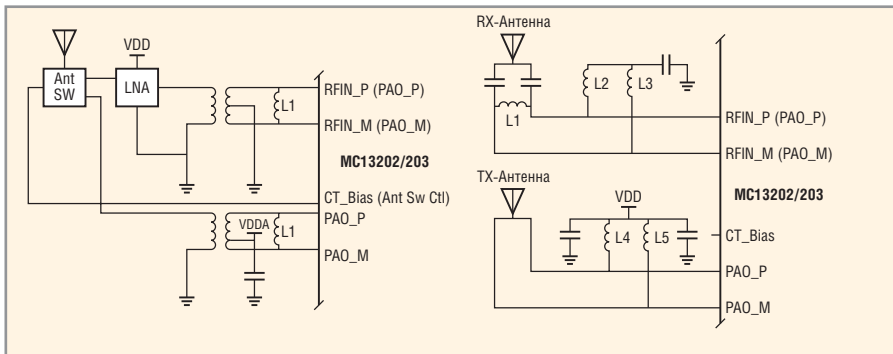 VDD
Ant
SW
LNA
L1
RFIN_P (PAO_P)
RFIN_M (PAO_M)
MC13202/203
CT_Bias (Ant Sw Ctl)
VDDA
L1
PAO_P
PAO_M
RX-Антенна
L1
L2
L3
RFIN_P (PAO_P)
RFIN_M (PAO_M)
MC13202/203
TX-Антенна
VDD
L4
L5
CT_Bias
PAO_P
PAO_M